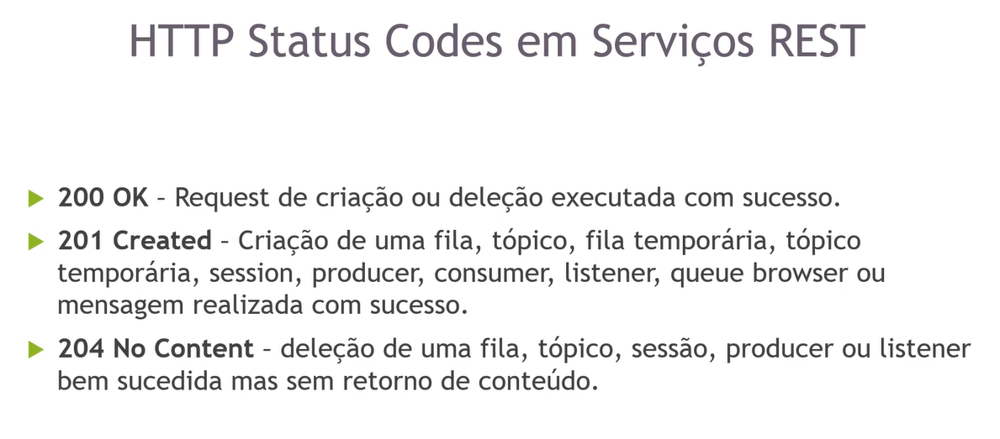 HTTP Status Codes em Serviços REST
200 OK – Request de criação ou deleção executada com sucesso.
201 Created – Criação de uma fila, tópico, fila temporária, tópico
temporária, session, producer, consumer, listener, queue browser ou
mensagem realizada com sucesso.
204 No Content – deleção de uma fila, tópico, sessão, producer ou listener
bem sucedida mas sem retorno de conteúdo.